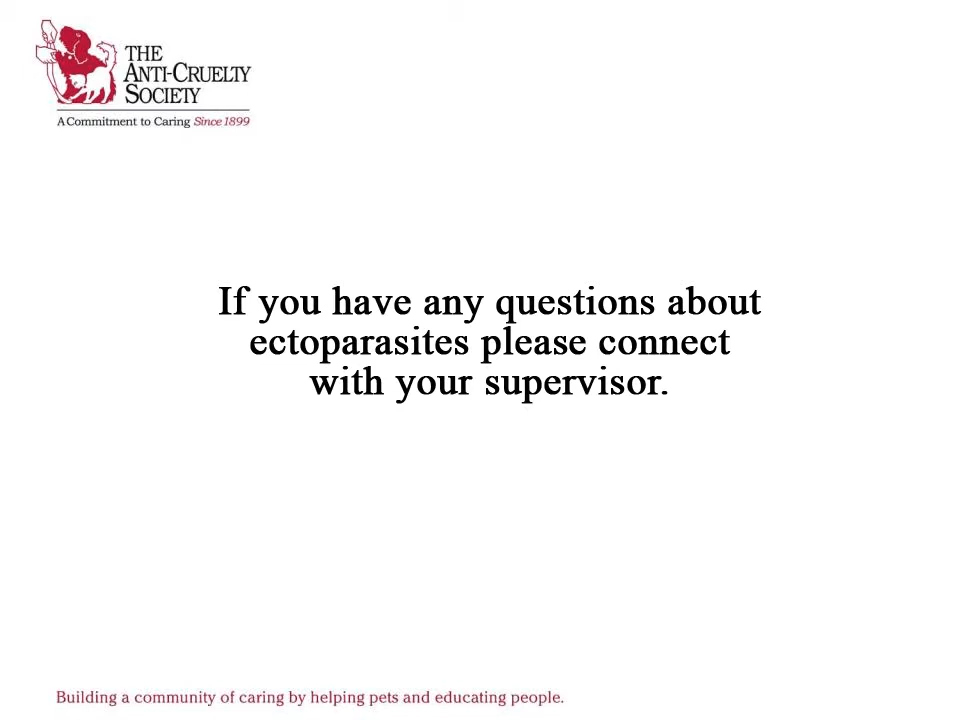 THE
ANTI-CRUELTY
SOCIETY
A Commitment to Caring Since 1899
If you have any questions about
ectoparasites please connect
with your supervisor.
Building a community of caring by helping pets and educating people.